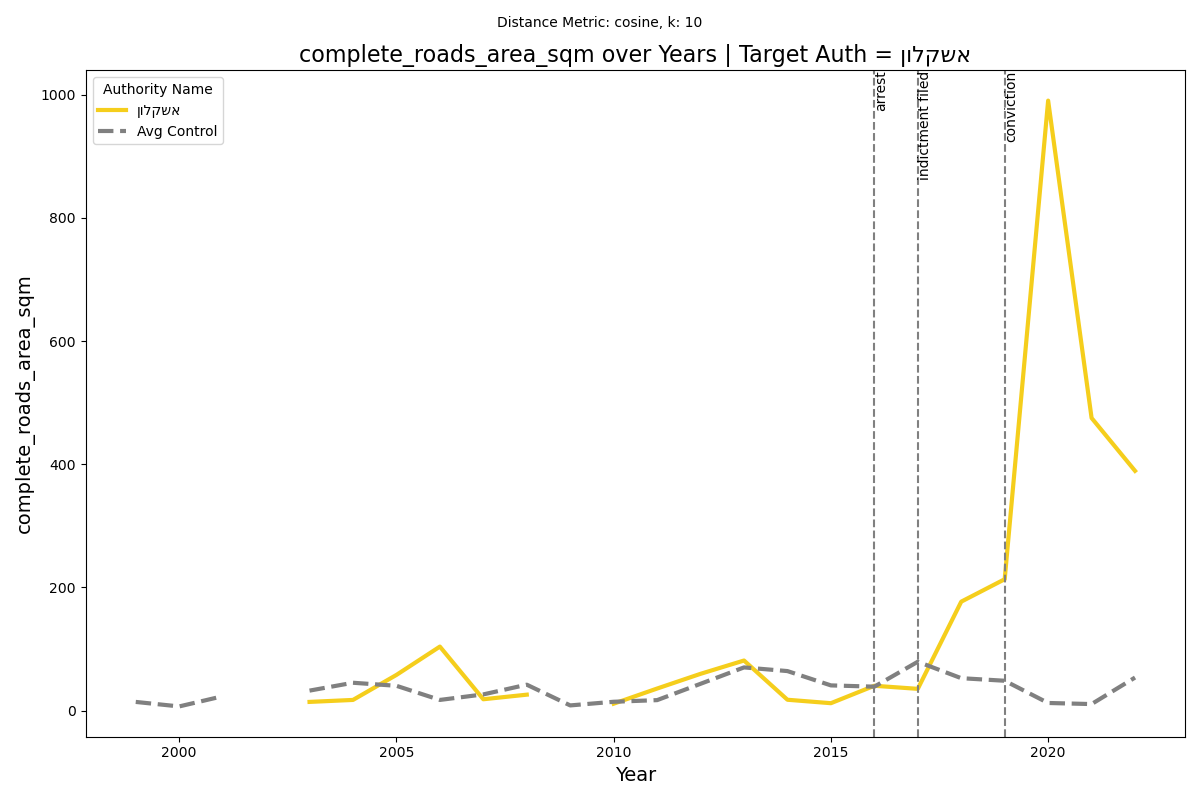 Distance Metric: cosine, k: 10
complete_roads_area_sqm over Years | Target Auth = אשקלון
Authority Name
אשקלון
Avg Control
arrest
indictment filed
conviction
complete_roads_area_sqm
1000
800
600
400
200
0
2000
2005
2010
2015
2020
Year